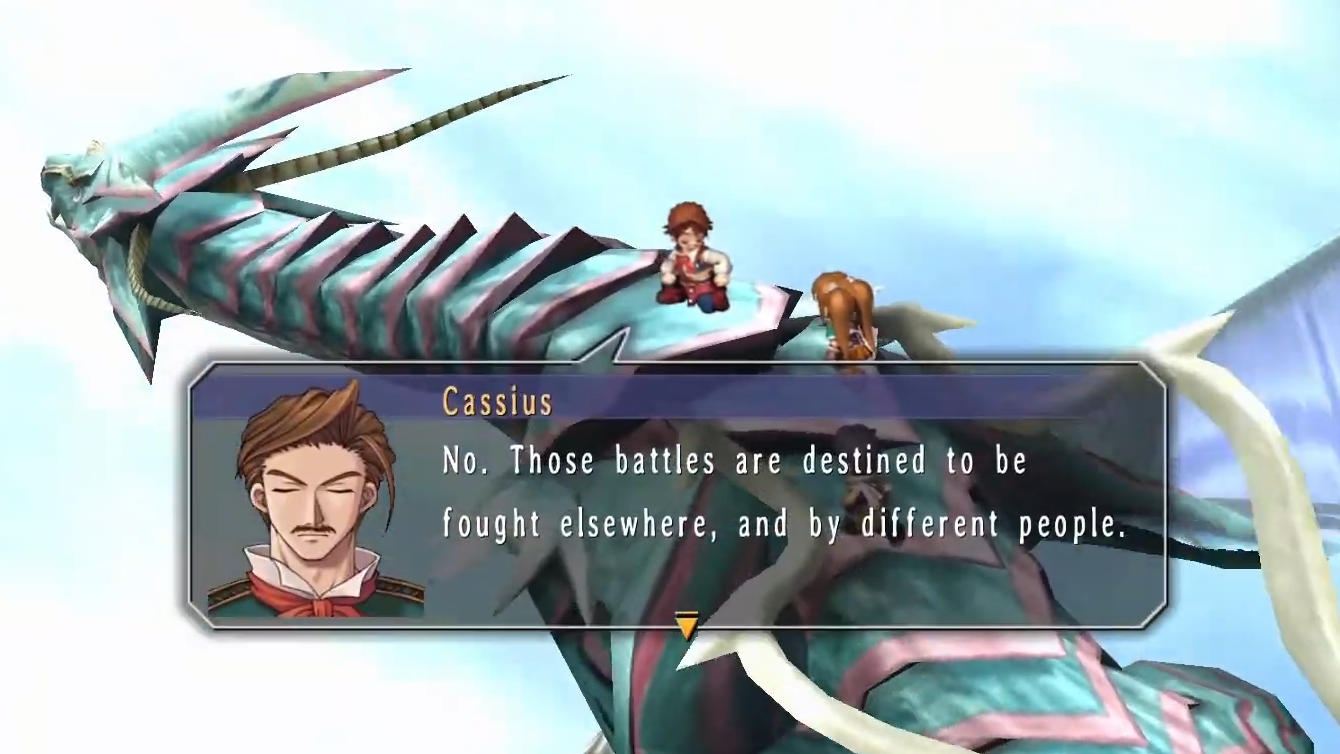 Cassius
No. Those battles are destined to be
fought elsewhere, and by different people.